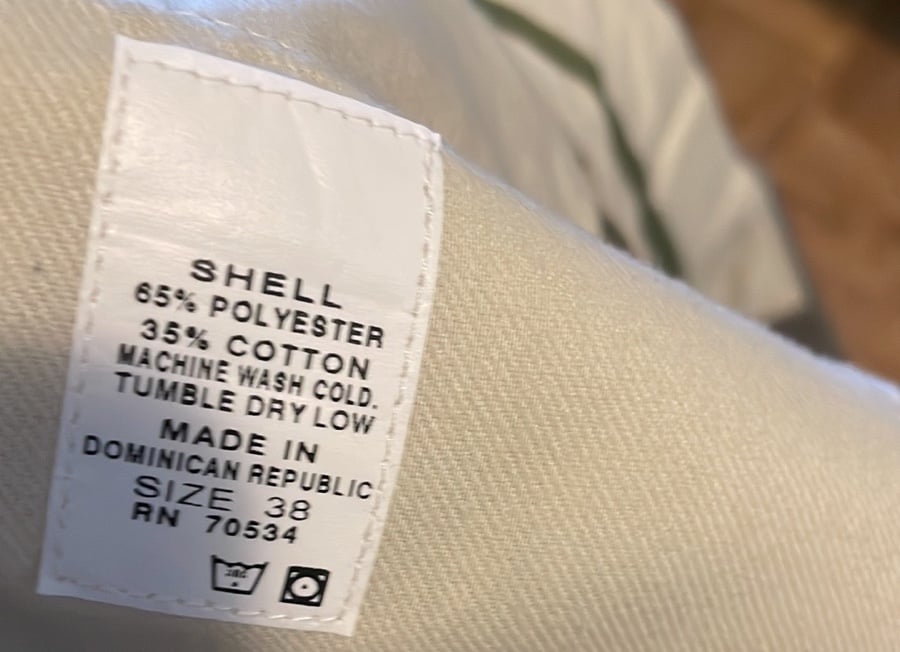 SHELL
65% POLYESTER
35% COTTON
MACHINE WASH COLD.
TUMBLE DRY LOW
MADE IN
DOMINICAN REPUBLIC
SIZE 38
RN 70534